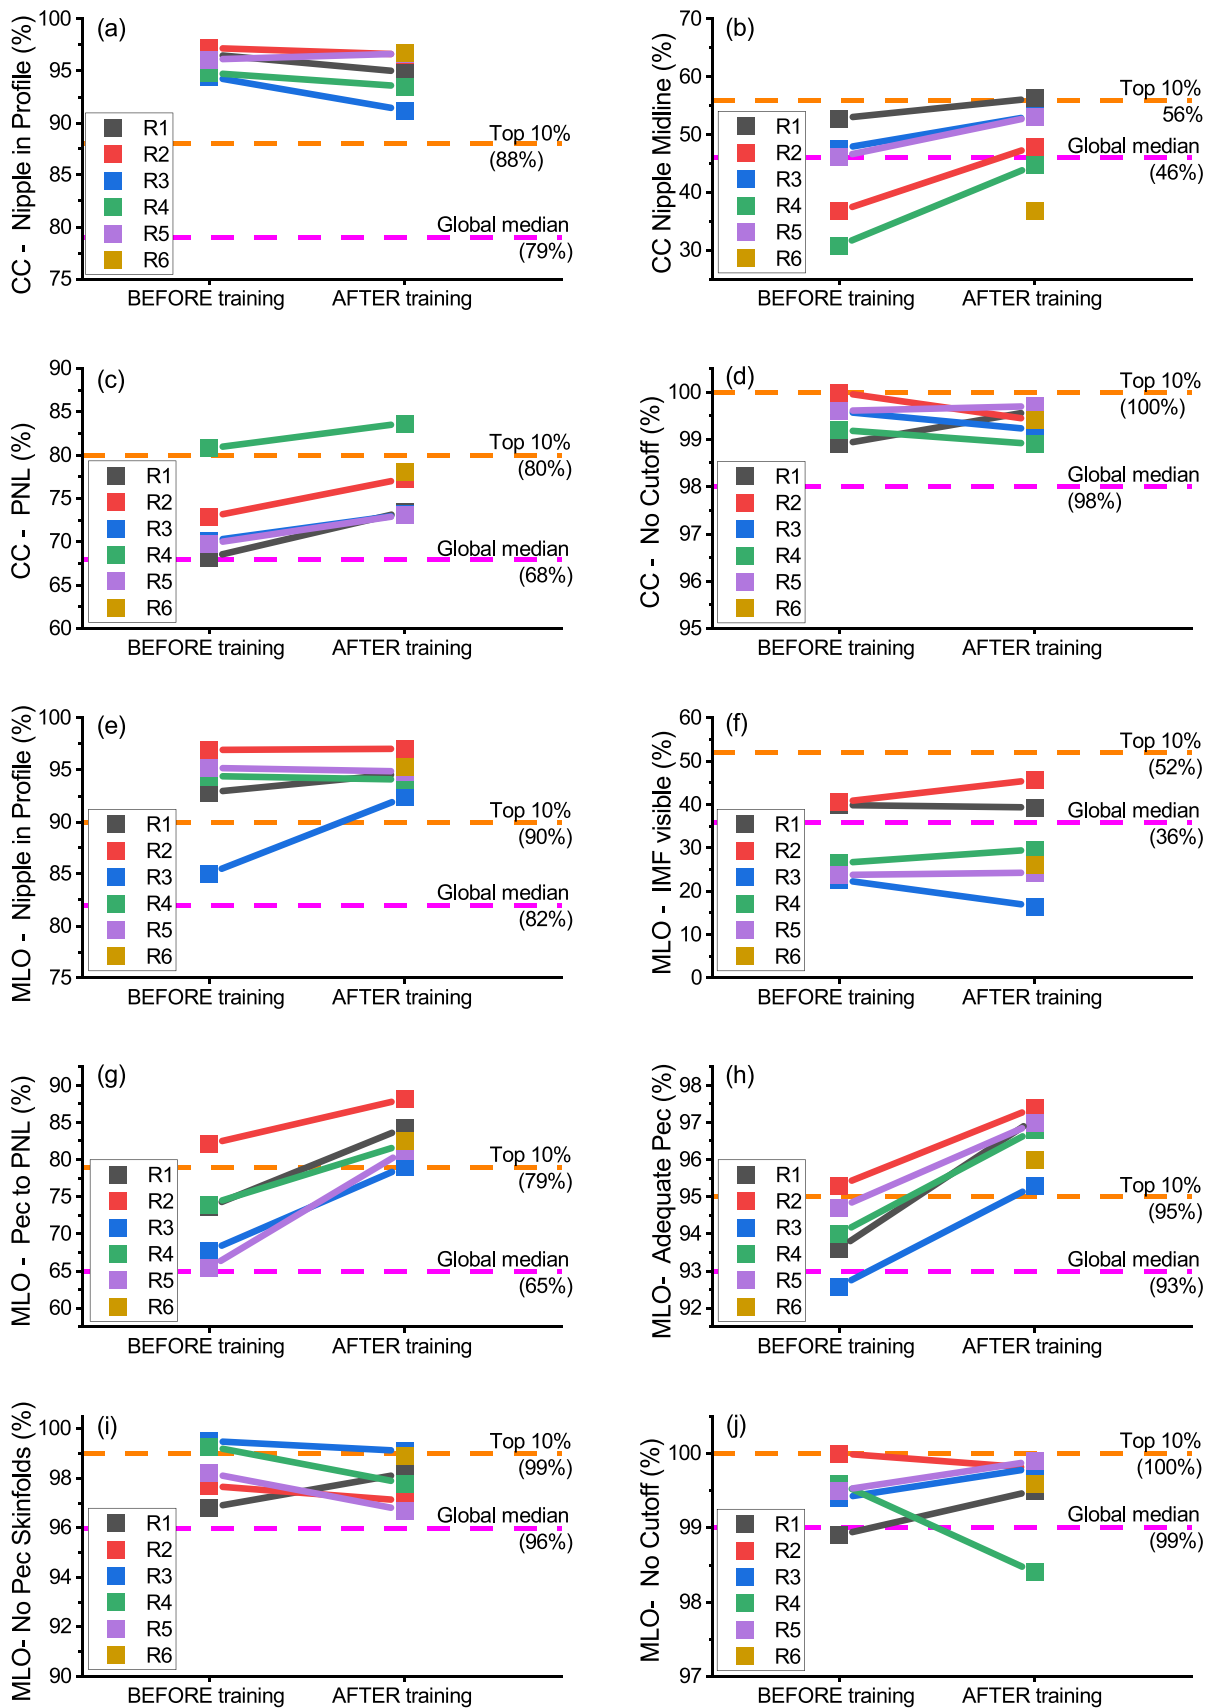 (a)
CC - Nipple in Profile (%)
100
95
90
85
80
75
R1
R2
R3
R4
R5
R6
Top 10%
(88%)
Global median
(79%)
BEFORE training
AFTER training
(b)
CC Nipple Midline (%)
70
60
50
40
30
R1
R2
R3
R4
R5
R6
Top 10%
56%
Global median
(46%)
BEFORE training
AFTER training
(c)
CC - PNL (%)
90
85
80
75
70
65
60
R1
R2
R3
R4
R5
R6
Top 10%
(80%)
Global median
(68%)
BEFORE training
AFTER training
(d)
CC - No Cutoff (%)
100
99
98
97
96
95
R1
R2
R3
R4
R5
R6
Top 10%
(100%)
Global median
(98%)
BEFORE training
AFTER training
(e)
MLO - Nipple in Profile (%)
100
95
90
85
80
75
R1
R2
R3
R4
R5
R6
Top 10%
(90%)
Global median
(82%)
BEFORE training
AFTER training
(f)
MLO - IMF visible (%)
60
50
40
30
20
10
0
R1
R2
R3
R4
R5
R6
Top 10%
(52%)
Global median
(36%)
BEFORE training
AFTER training
(g)
MLO - Pec to PNL (%)
90
85
80
75
70
65
60
R1
R2
R3
R4
R5
R6
Top 10%
(79%)
Global median
(65%)
BEFORE training
AFTER training
(h)
MLO- Adequate Pec (%)
98
97
96
95
94
93
92
R1
R2
R3
R4
R5
R6
Top 10%
(95%)
Global median
(93%)
BEFORE training
AFTER training
(i)
MLO- No Pec Skinfolds (%)
100
98
96
94
92
90
R1
R2
R3
R4
R5
R6
Top 10%
(99%)
Global median
(96%)
BEFORE training
AFTER training
(j)
MLO- No Cutoff (%)
100
99
98
97
R1
R2
R3
R4
R5
R6
Top 10%
(100%)
Global median
(99%)
BEFORE training
AFTER training